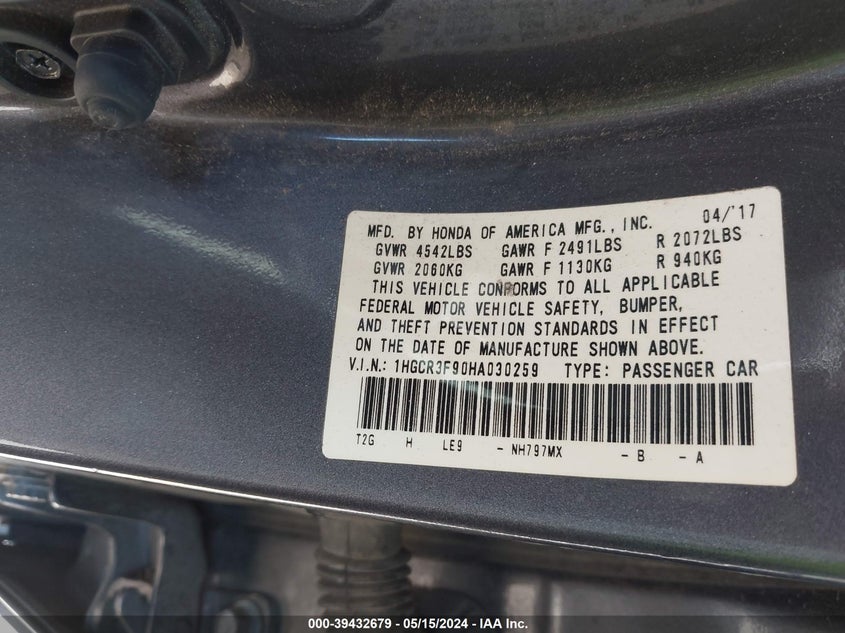 MFD. BY HONDA OF AMERICA MFG., INC. 04/'17
GVWR 4542LBS GAWR F 2491LBS R 2072LBS
GVWR 2060KG GAWR F 1130KG R 940KG
THIS VEHICLE CONFORMS TO ALL APPLICABLE
FEDERAL MOTOR VEHICLE SAFETY, BUMPER,
AND THEFT PREVENTION STANDARDS IN EFFECT
ON THE DATE OF MANUFACTURE SHOWN ABOVE.
V.I.N.: 1HGCR3F90HA030259 TYPE: PASSENGER CAR
T2G H LE9 - NH797MX - B - A
000-39432679 - 05/15/2024 - IAA Inc.